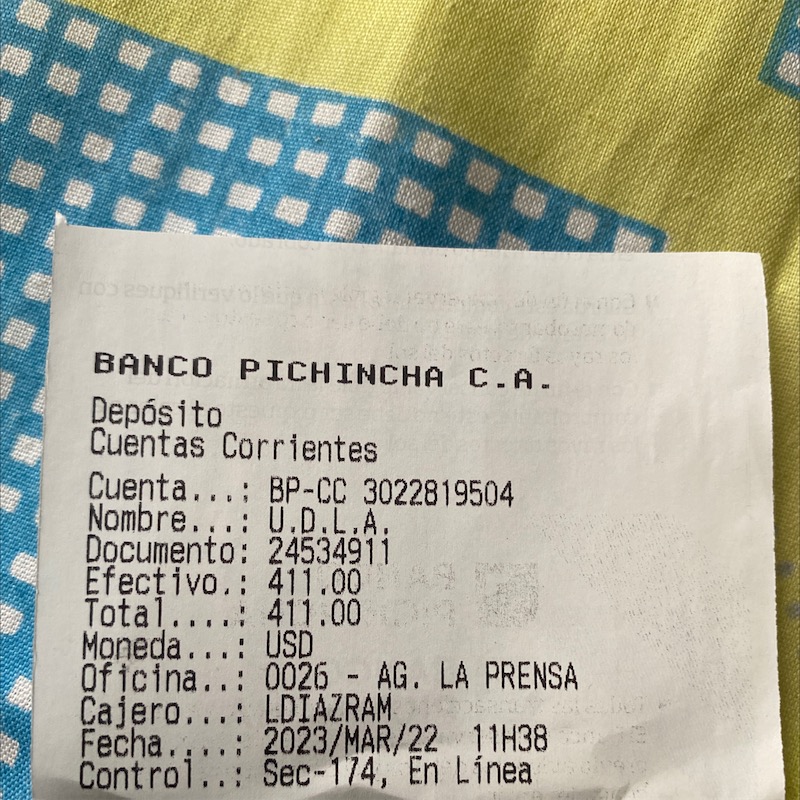 BANCO PICHINCHA C.A.
Depósito
Cuentas Corrientes
Cuenta...: BP-CC 3022819504
Nombre...: U.D.L.A.
Documento: 24534911
Efectivo.: 411.00
Total....: 411.00
Moneda...: USD
Oficina..: 0026 - AG. LA PRENSA
Cajero...: LDIAZRAM
Fecha....: 2023/MAR/22 11H38
Control..: Sec-174, En Línea